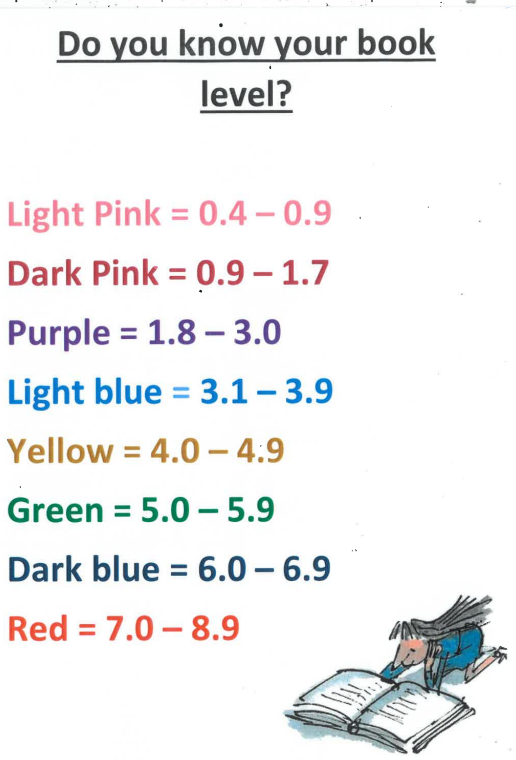 Do you know your book
level?
Light Pink = 0.4 – 0.9
Dark Pink = 0.9 – 1.7
Purple = 1.8 – 3.0
Light blue = 3.1 – 3.9
Yellow = 4.0 – 4.9
Green = 5.0 – 5.9
Dark blue = 6.0 – 6.9
Red = 7.0 – 8.9